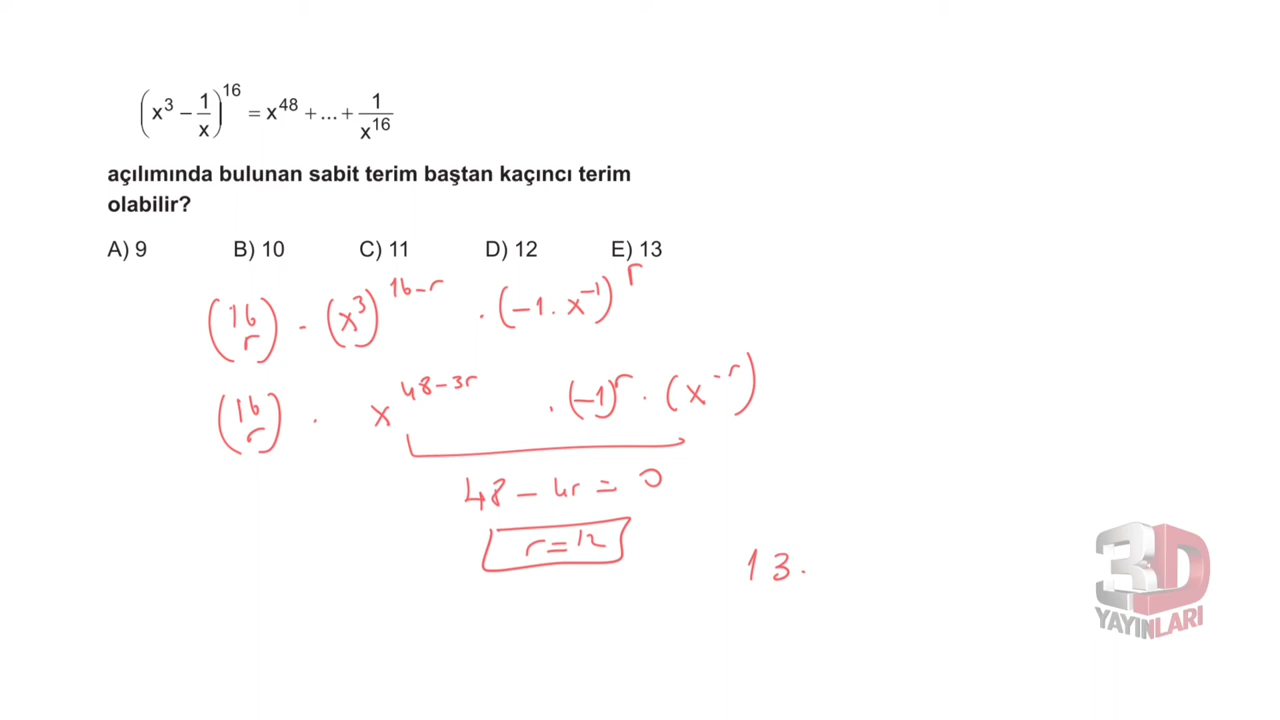 (x³ − 1/x)¹⁶ = x⁴⁸ + ... + 1/x¹⁶
açılımında bulunan sabit terim baştan kaçıncı terim
olabilir?
A) 9 B) 10 C) 11 D) 12 E) 13
(16 r) · (x³)^(16−r) · (−1 · x⁻¹)^r
(16 r) · x^(48−3r) · (−1)^r · (x^(−r))
48 − 4r = 0
r = 12
13.
3D
YAYINLARI